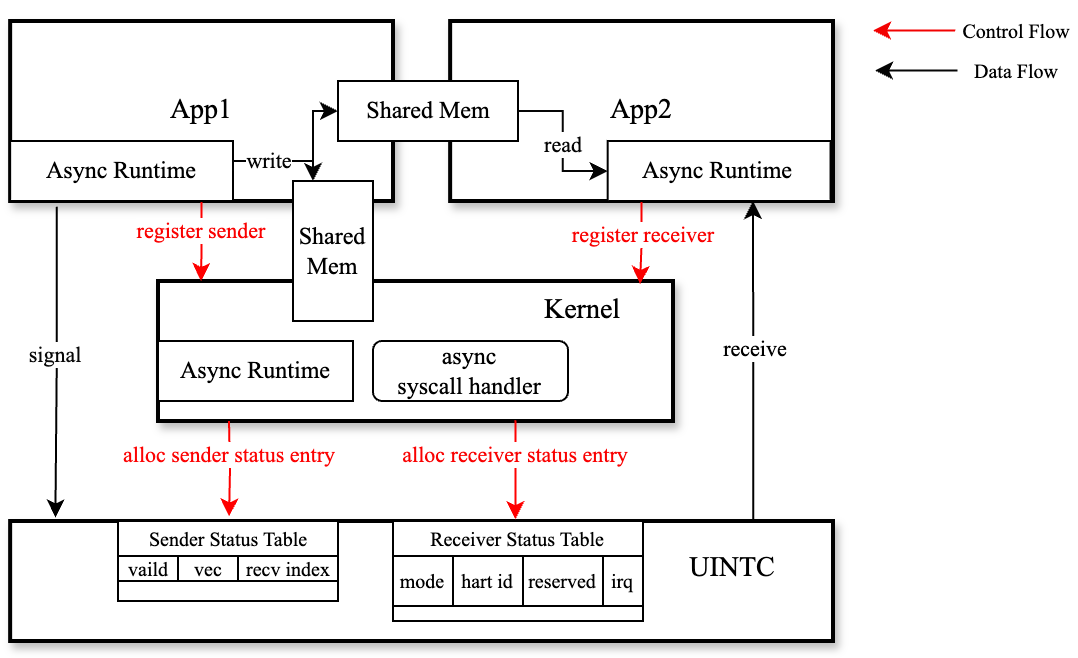 Control Flow
Data Flow
App1
Shared Mem
App2
Async Runtime
write
read
Async Runtime
register sender
Shared
Mem
register receiver
Kernel
signal
receive
Async Runtime
async
syscall handler
alloc sender status entry
alloc receiver status entry
Sender Status Table
vaild
vec
recv index
Receiver Status Table
mode
hart id
reserved
irq
UINTC